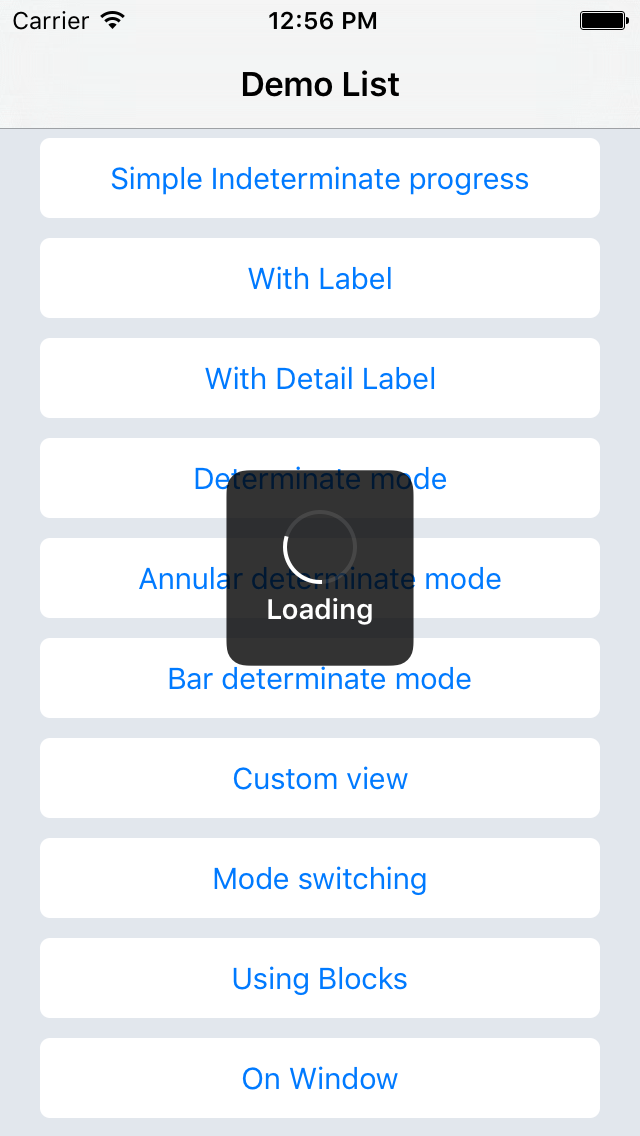 Carrier 12:56 PM
Demo List
Simple Indeterminate progress
With Label
With Detail Label
Determinate mode
Annular determinate mode
Loading
Bar determinate mode
Custom view
Mode switching
Using Blocks
On Window